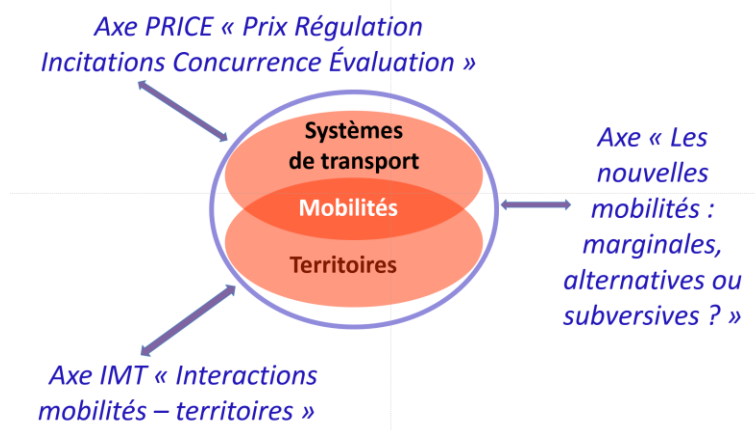 Axe PRICE « Prix Régulation
Incitations Concurrence Évaluation »
Systèmes
de transport
Mobilités
Territoires
Axe « Les
nouvelles
mobilités :
marginales,
alternatives ou
subversives ? »
Axe IMT « Interactions
mobilités – territoires »